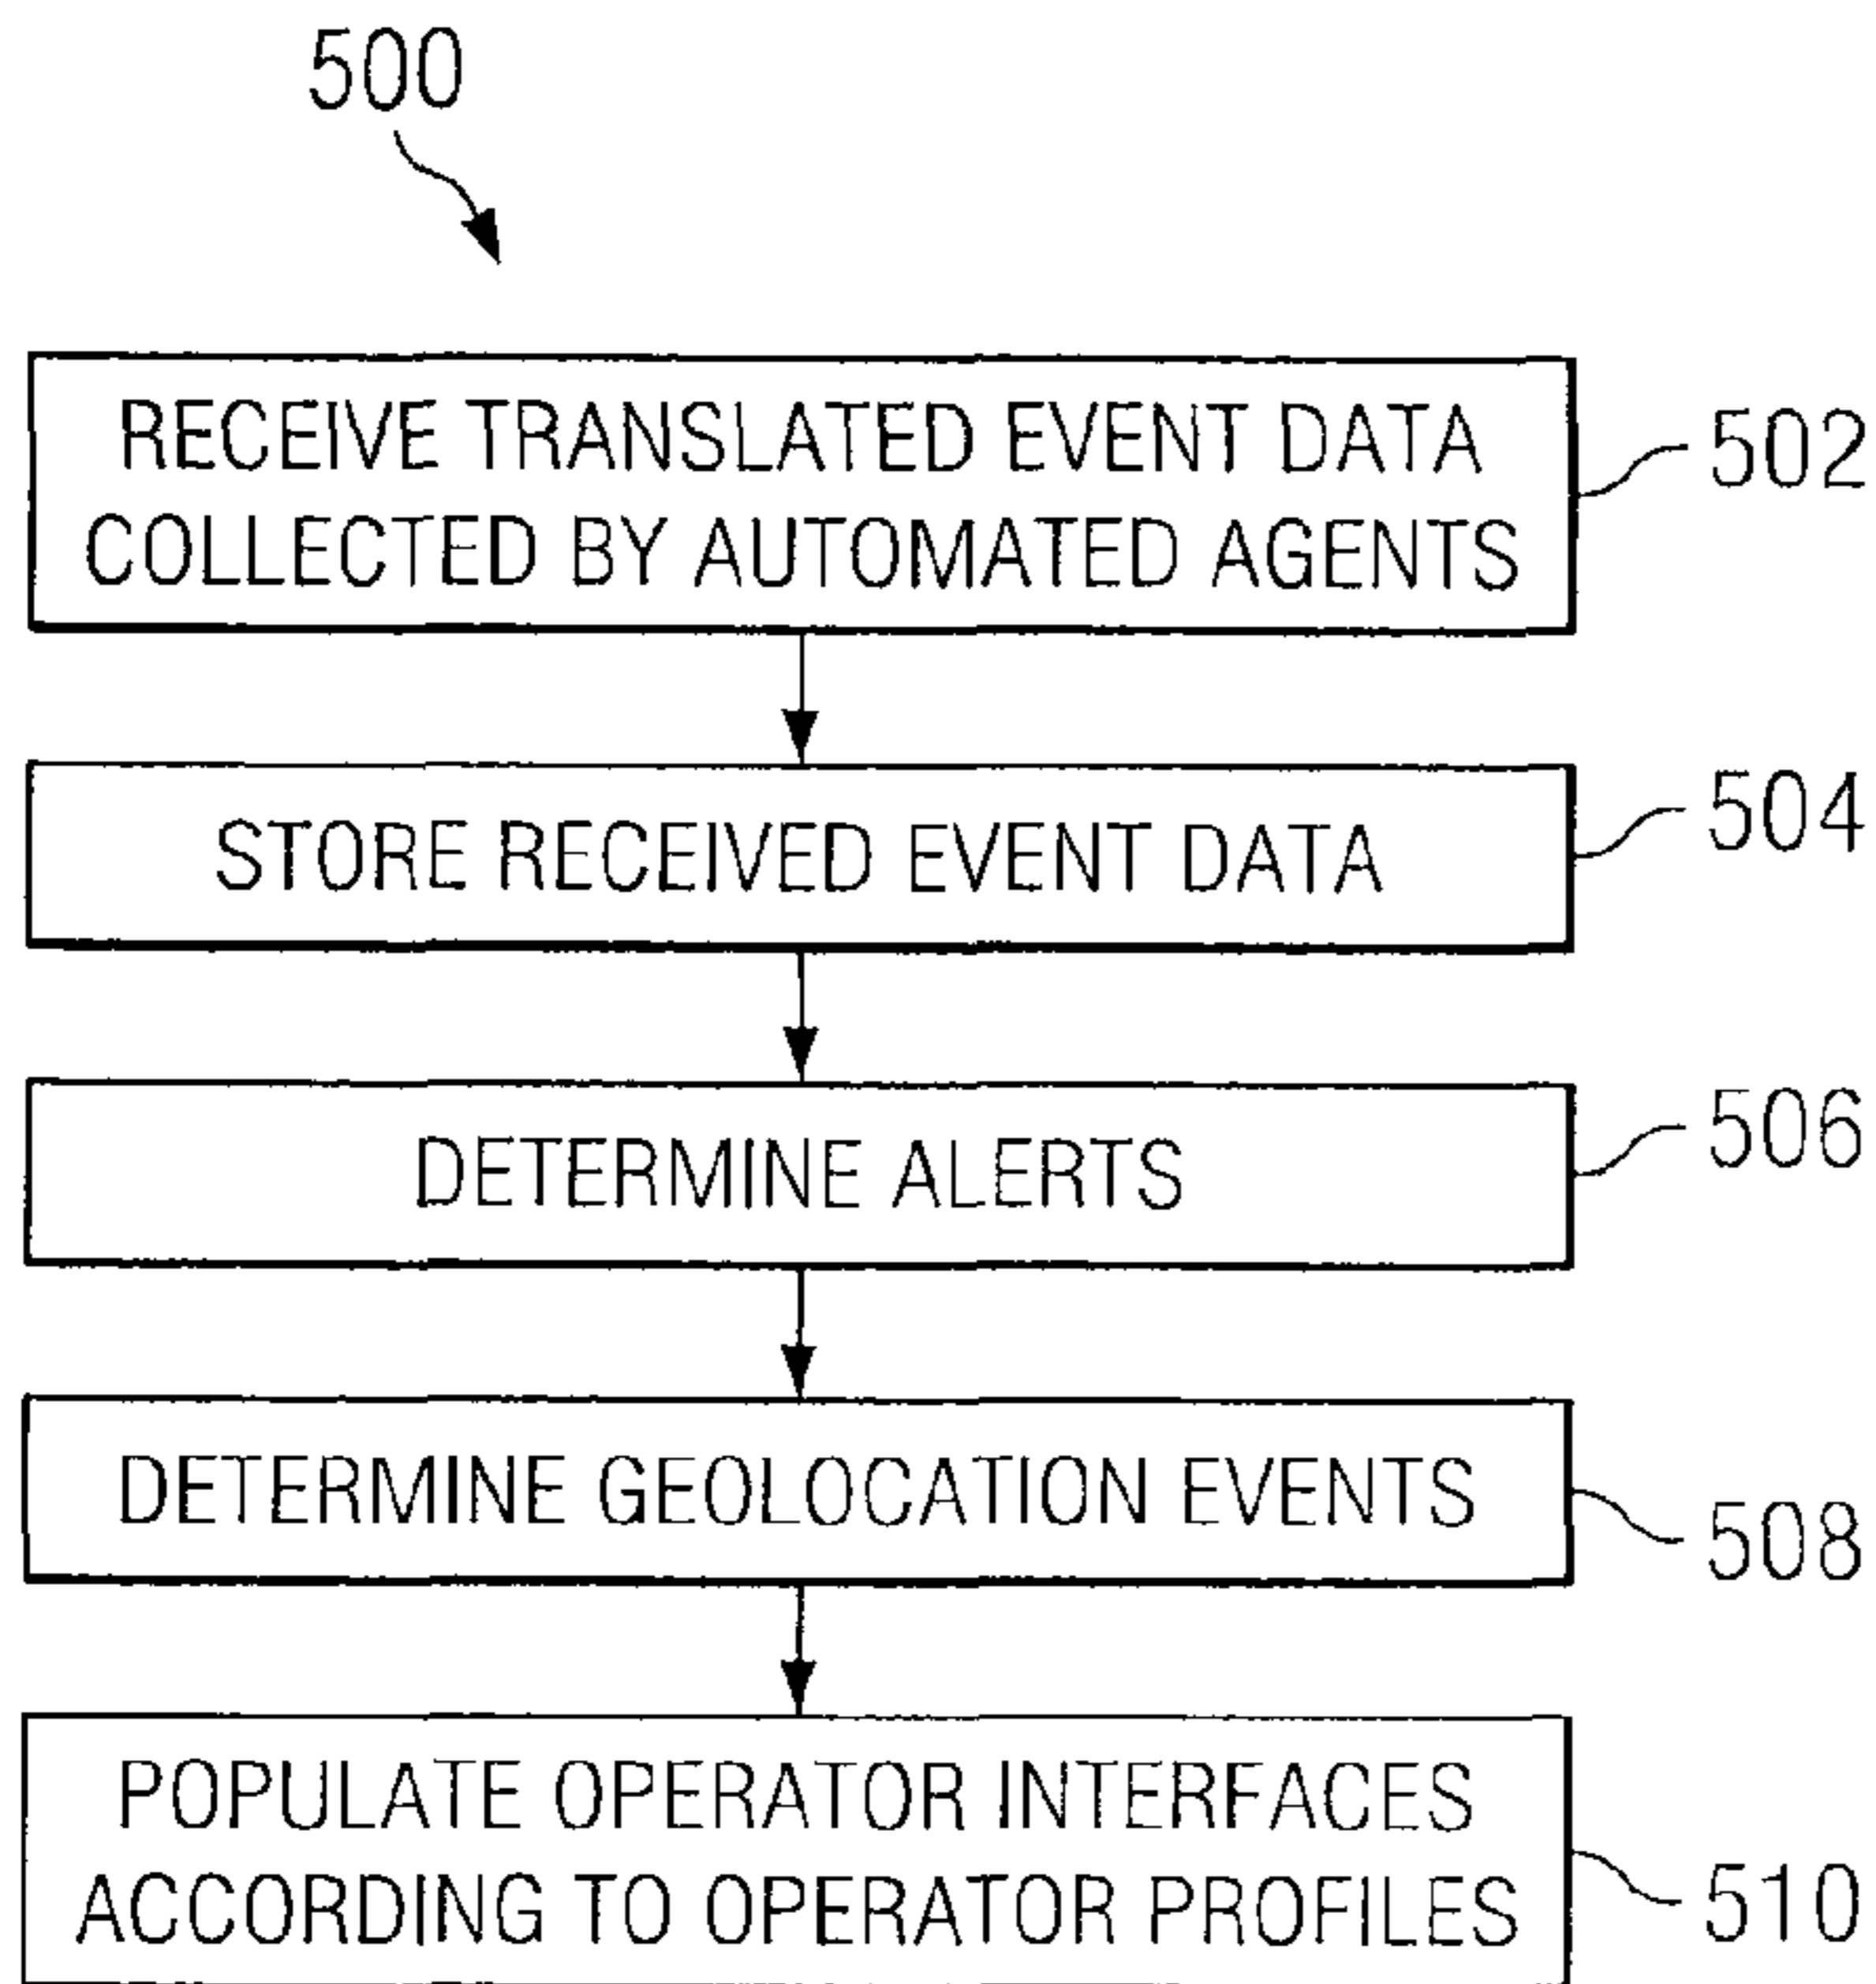 500
RECEIVE TRANSLATED EVENT DATA
COLLECTED BY AUTOMATED AGENTS
502
STORE RECEIVED EVENT DATA
504
DETERMINE ALERTS
506
DETERMINE GEOLOCATION EVENTS
508
POPULATE OPERATOR INTERFACES
ACCORDING TO OPERATOR PROFILES
510